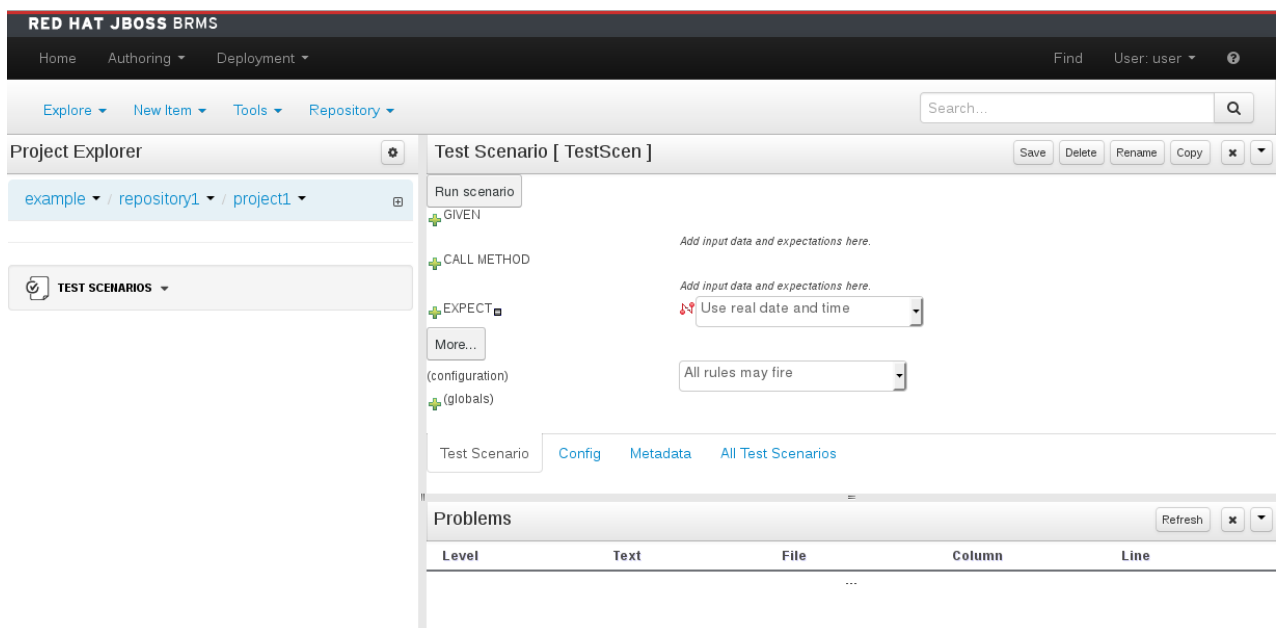 RED HAT JBOSS BRMS
Home Authoring Deployment Find User: user
Explore New Item Tools Repository Search...
Project Explorer
example / repository1 / project1
TEST SCENARIOS
Test Scenario [ TestScen ] Save Delete Rename Copy
Run scenario
GIVEN
Add input data and expectations here.
CALL METHOD
Add input data and expectations here.
EXPECT Use real date and time
More...
(configuration) All rules may fire
(globals)
Test Scenario Config Metadata All Test Scenarios
Problems Refresh
Level Text File Column Line
...